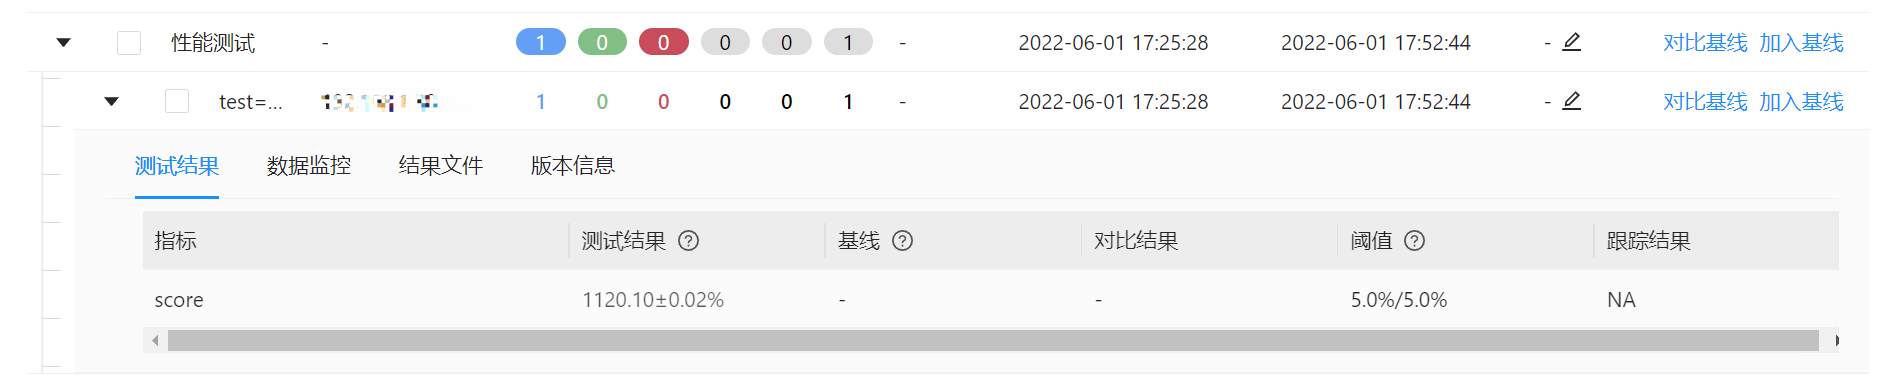 性能测试 - 1 0 0 0 0 1 - 2022-06-01 17:25:28 2022-06-01 17:52:44 - 对比基线 加入基线
test=... 1 0 0 0 0 1 - 2022-06-01 17:25:28 2022-06-01 17:52:44 - 对比基线 加入基线
测试结果 数据监控 结果文件 版本信息
指标 测试结果 ? 基线 ? 对比结果 阈值 ? 跟踪结果
score 1120.10±0.02% - - 5.0%/5.0% NA